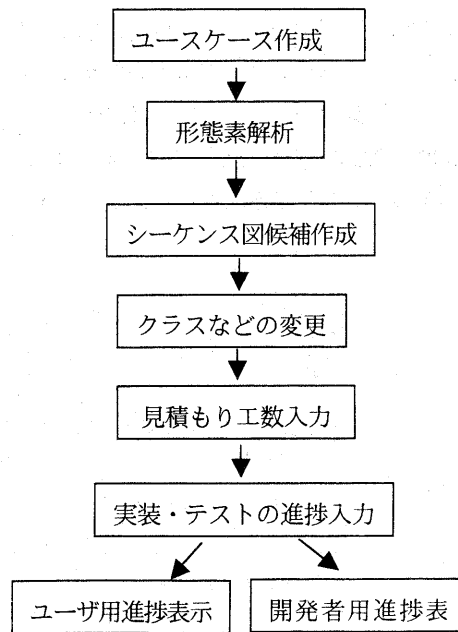 ユースケース作成
形態素解析
シーケンス図候補作成
クラスなどの変更
見積もり工数入力
実装・テストの進捗入力
ユーザ用進捗表示
開発者用進捗表